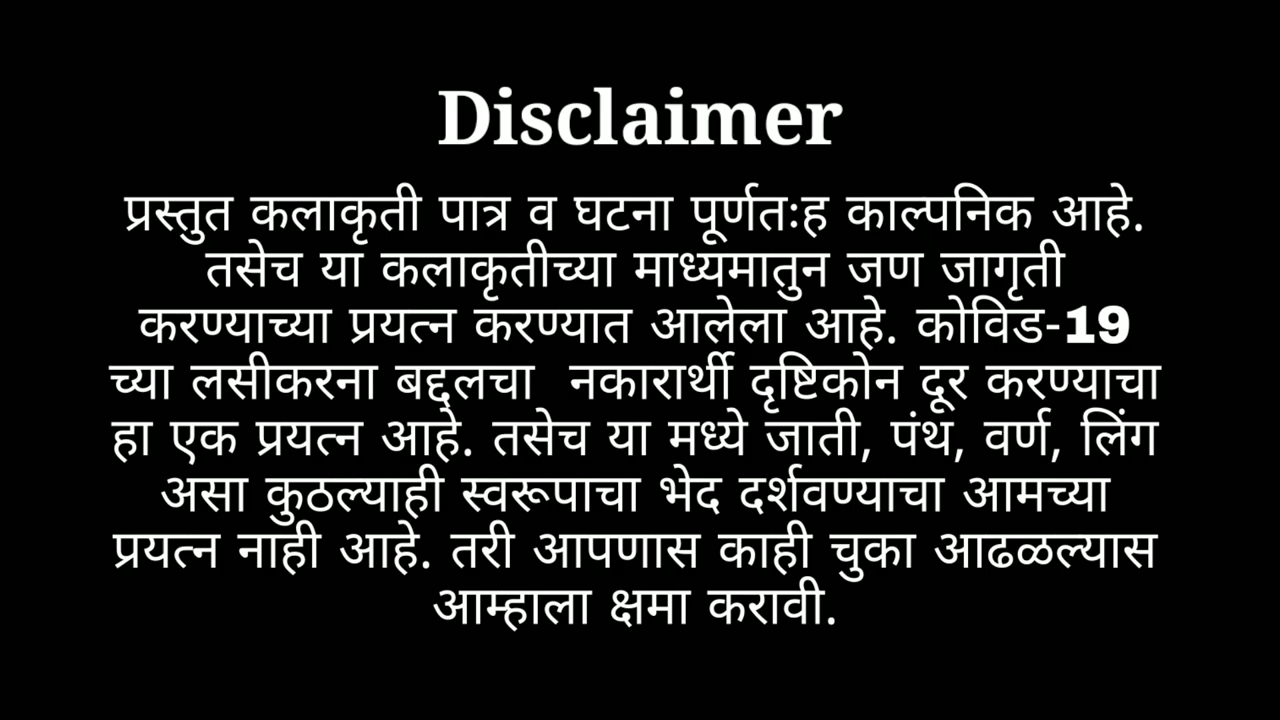 Disclaimer
प्रस्तुत कलाकृती पात्र व घटना पूर्णतःह काल्पनिक आहे.
तसेच या कलाकृतीच्या माध्यमातुन जण जागृती
करण्याच्या प्रयत्न करण्यात आलेला आहे. कोविड-19
च्या लसीकरना बद्दलचा नकारार्थी दृष्टिकोन दूर करण्याचा
हा एक प्रयत्न आहे. तसेच या मध्ये जाती, पंथ, वर्ण, लिंग
असा कुठल्याही स्वरूपाचा भेद दर्शवण्याचा आमच्या
प्रयत्न नाही आहे. तरी आपणास काही चुका आढळल्यास
आम्हाला क्षमा करावी.